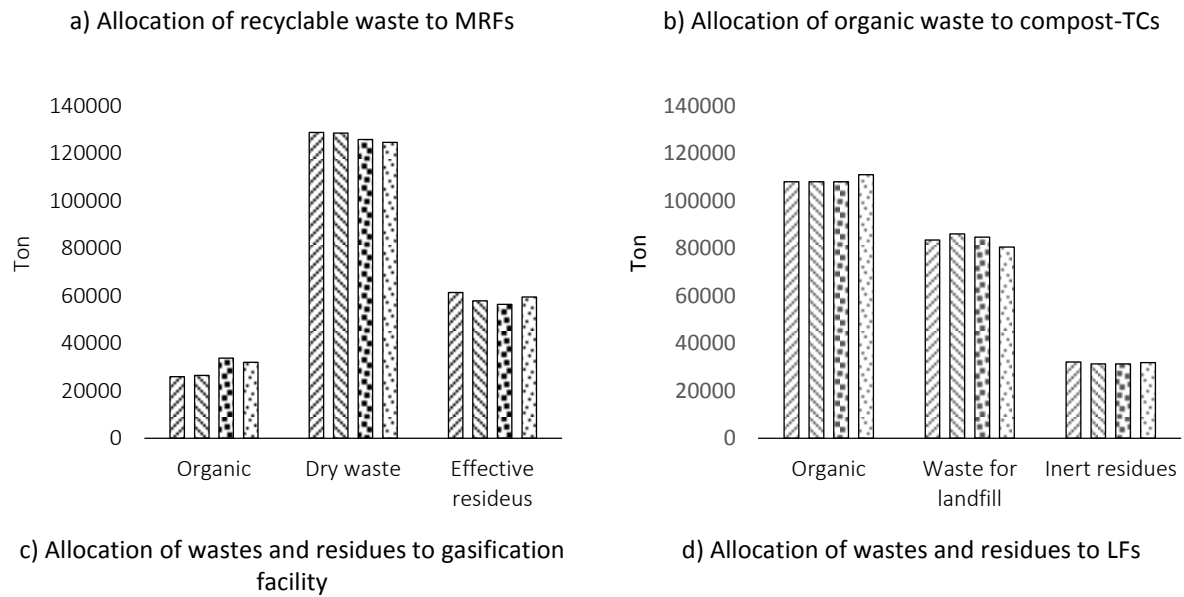 a) Allocation of recyclable waste to MRFs
b) Allocation of organic waste to compost-TCs
140000
120000
100000
80000
60000
40000
20000
0
Ton
Organic
Dry waste
Effective
resideus
140000
120000
100000
80000
60000
40000
20000
0
Ton
Organic
Waste for
landfill
Inert residues
c) Allocation of wastes and residues to gasification
facility
d) Allocation of wastes and residues to LFs